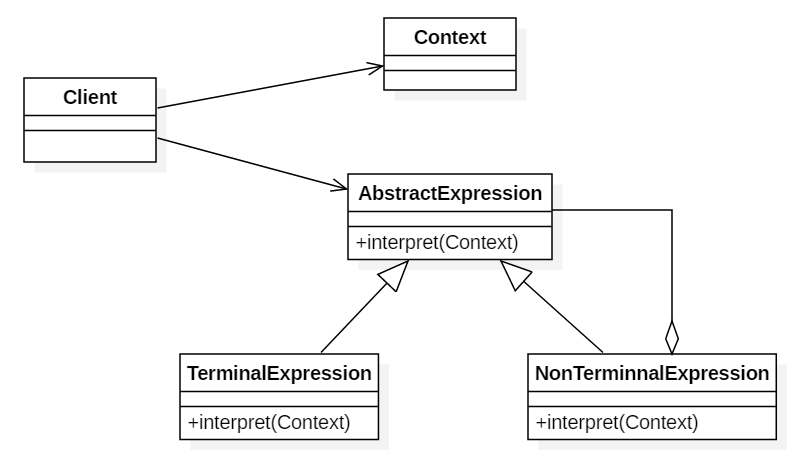 Context
Client
AbstractExpression
+interpret(Context)
TerminalExpression
+interpret(Context)
NonTerminnalExpression
+interpret(Context)